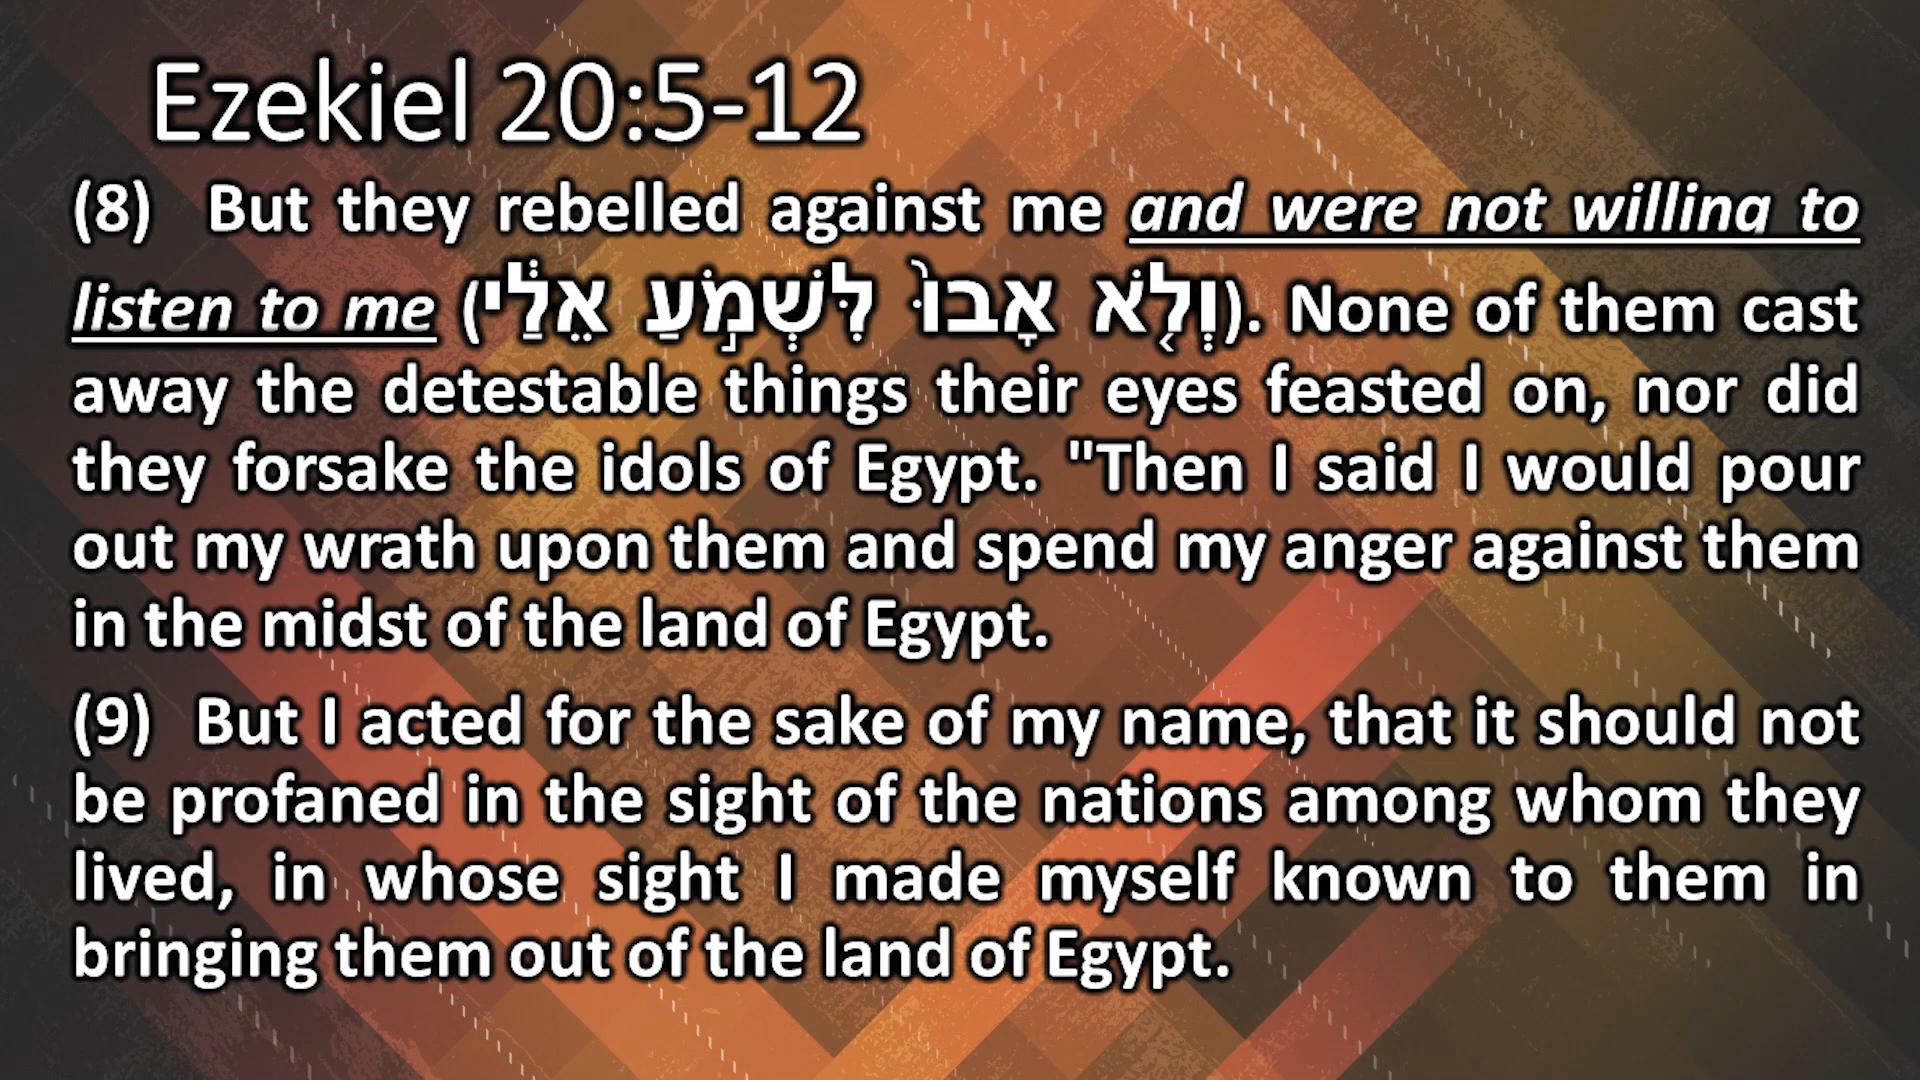 Ezekiel 20:5-12
(8) But they rebelled against me and were not willing to
listen to me (וְלֹ֤א אָבוּ֙ לִּשְׁמֹ֣עַ אֵלַ֔י). None of them cast
away the detestable things their eyes feasted on, nor did
they forsake the idols of Egypt. "Then I said I would pour
out my wrath upon them and spend my anger against them
in the midst of the land of Egypt.
(9) But I acted for the sake of my name, that it should not
be profaned in the sight of the nations among whom they
lived, in whose sight I made myself known to them in
bringing them out of the land of Egypt.